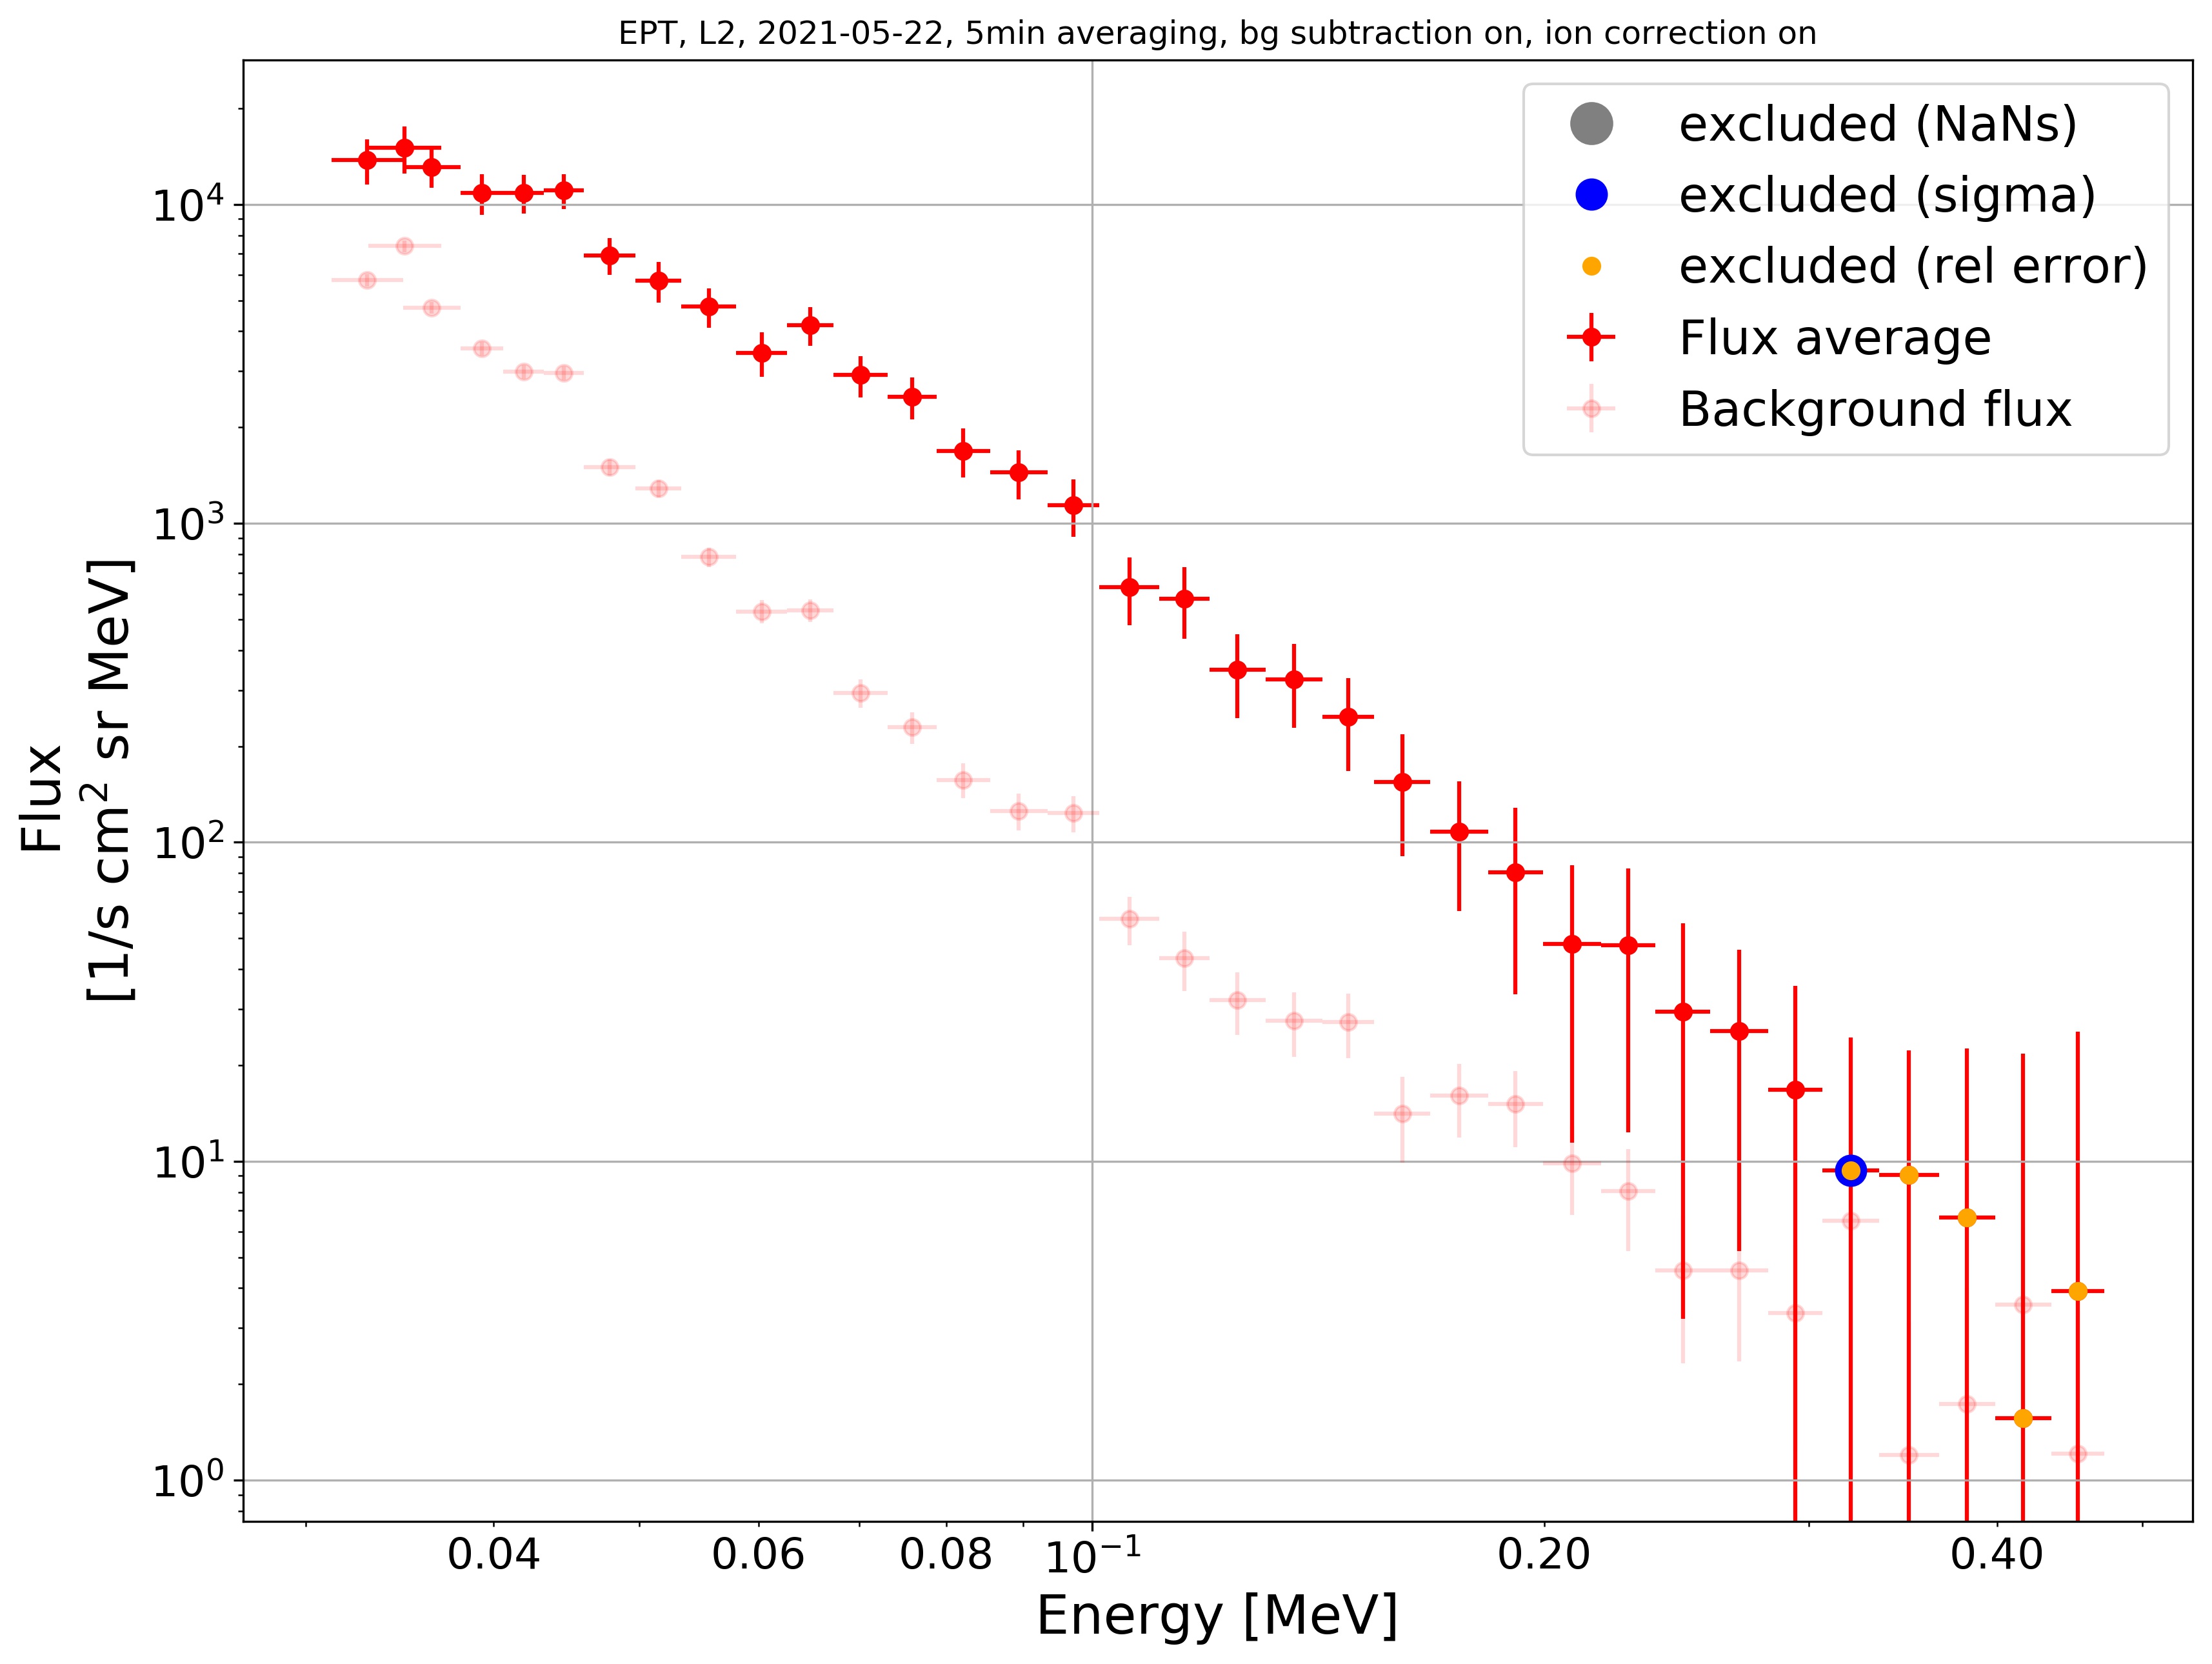 EPT, L2, 2021-05-22, 5min averaging, bg subtraction on, ion correction on
excluded (NaNs)
excluded (sigma)
excluded (rel error)
Flux average
Background flux
Flux
[1/s cm² sr MeV]
10⁴
10³
10²
10¹
10⁰
0.04 0.06 0.08 10⁻¹ 0.20 0.40
Energy [MeV]